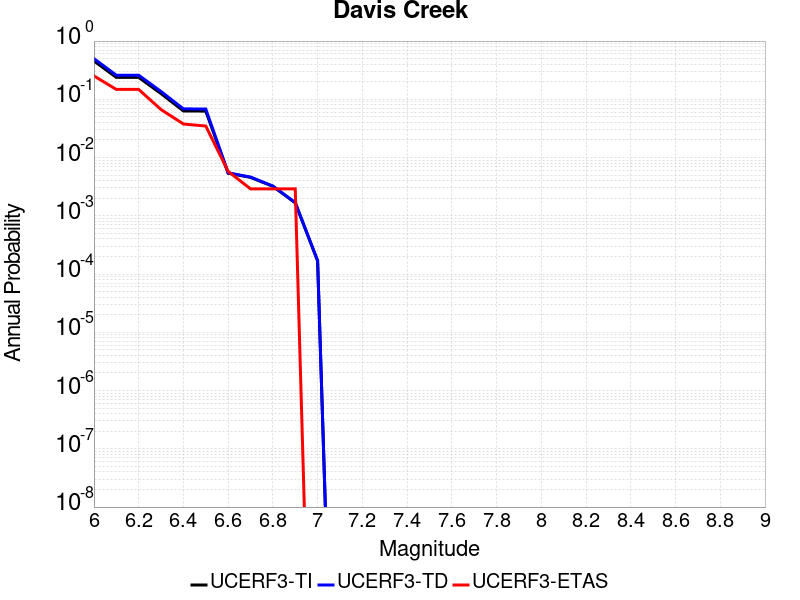 Davis Creek
Annual Probability
10^0
10^-1
10^-2
10^-3
10^-4
10^-5
10^-6
10^-7
10^-8
6 6.2 6.4 6.6 6.8 7 7.2 7.4 7.6 7.8 8 8.2 8.4 8.6 8.8 9
Magnitude
UCERF3-TI UCERF3-TD UCERF3-ETAS